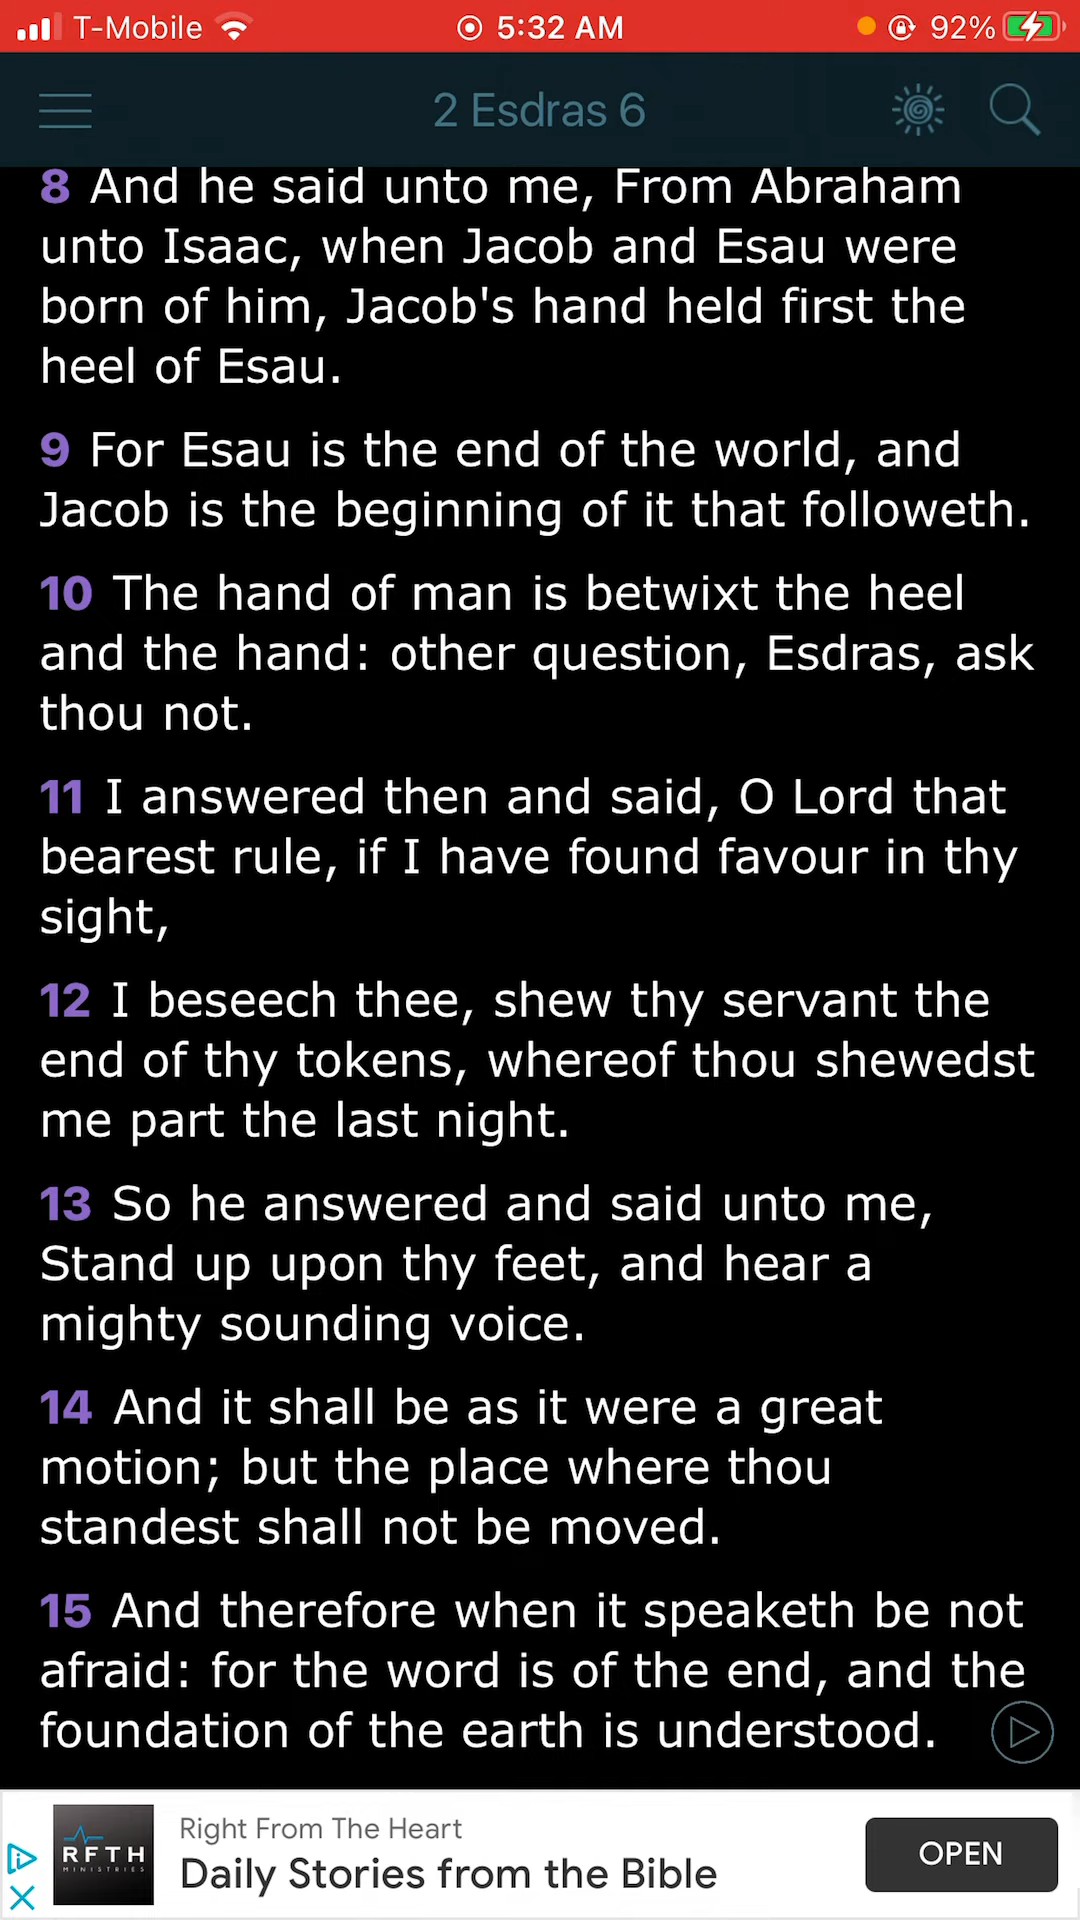 T-Mobile 5:32 AM 92%
2 Esdras 6
8 And he said unto me, From Abraham
unto Isaac, when Jacob and Esau were
born of him, Jacob's hand held first the
heel of Esau.
9 For Esau is the end of the world, and
Jacob is the beginning of it that followeth.
10 The hand of man is betwixt the heel
and the hand: other question, Esdras, ask
thou not.
11 I answered then and said, O Lord that
bearest rule, if I have found favour in thy
sight,
12 I beseech thee, shew thy servant the
end of thy tokens, whereof thou shewedst
me part the last night.
13 So he answered and said unto me,
Stand up upon thy feet, and hear a
mighty sounding voice.
14 And it shall be as it were a great
motion; but the place where thou
standest shall not be moved.
15 And therefore when it speaketh be not
afraid: for the word is of the end, and the
foundation of the earth is understood.
RFTH
MINISTRIES
Right From The Heart
Daily Stories from the Bible
OPEN